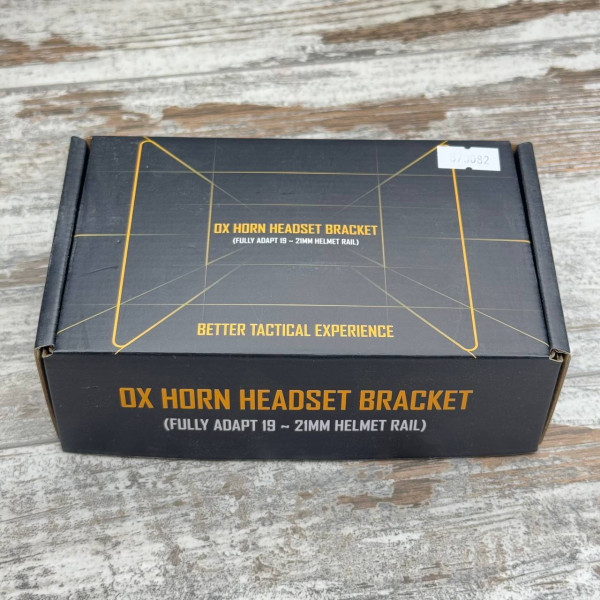 OX HORN HEADSET BRACKET
(FULLY ADAPT 19 ~ 21MM HELMET RAIL)
BETTER TACTICAL EXPERIENCE
OX HORN HEADSET BRACKET
(FULLY ADAPT 19 ~ 21MM HELMET RAIL)